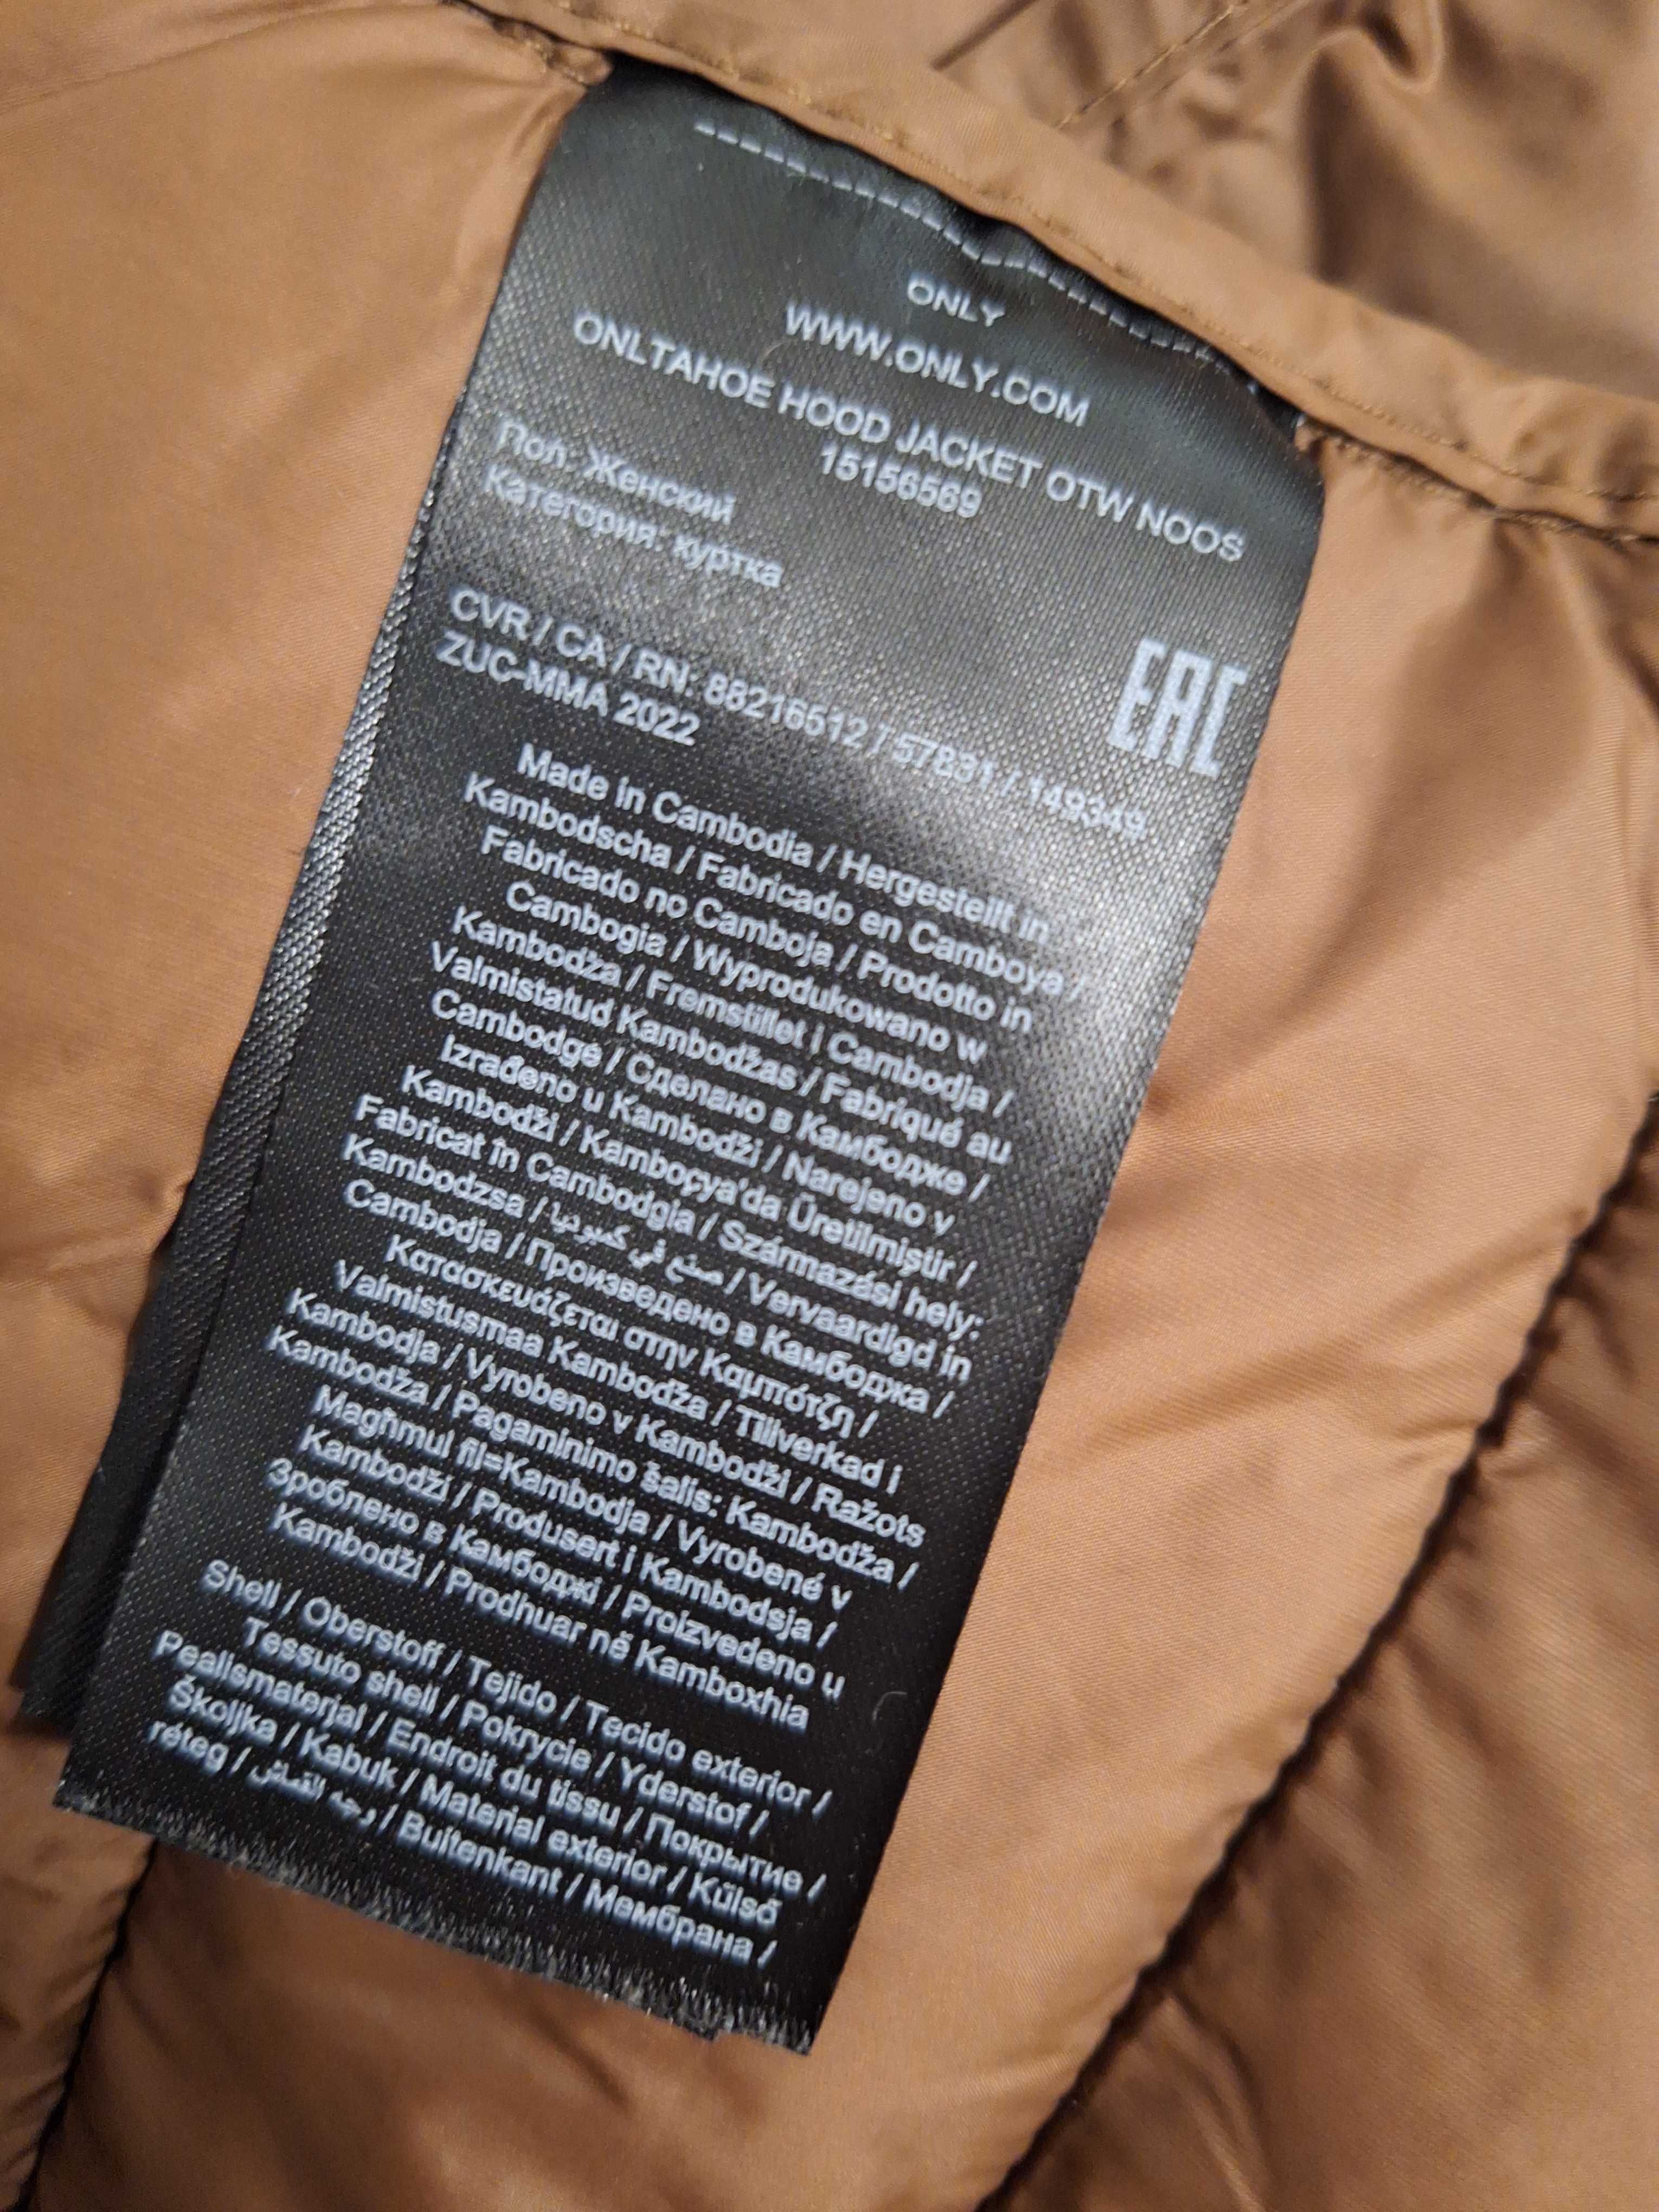 ONLY
WWW.ONLY.COM
ONLTAHOE HOOD JACKET OTW NOOS
15156569
Пол: Женский
Категория: куртка
EAC
CVR / CA / RN: 88216512 / 57831 / 149349
ZUC-MMA 2022
Made in Cambodia / Hergestellt in
Kambodscha / Fabricado en Camboya /
Fabricado no Camboja / Prodotto in
Cambogia / Wyprodukowano w
Kambodża / Fremstillet i Cambodja /
Valmistatud Kambodžas / Fabriqué au
Cambodge / Сделано в Камбодже /
Izrađeno u Kambodži / Narejeno v
Kambodži / Kamboçya'da Üretilmiştir /
Fabricat în Cambodgia / Származási hely:
Kambodzsa / صنع في كمبوديا / Vervaardigd in
Cambodja / Произведено в Камбоджа /
Κατασκευάζεται στην Καμπότζη /
Valmistusmaa Kambodža / Tillverkad i
Kambodja / Vyrobeno v Kambodži / Ražots
Kambodža / Pagaminimo šalis: Kambodža /
Magħmul fil=Kambodja / Vyrobené v
Kambodži / Produsert i Kambodsja /
Зроблено в Камбоджі / Proizvedeno u
Kambodži / Prodhuar në Kamboxhia
Shell / Oberstoff / Tejido / Tecido exterior /
Tessuto shell / Pokrycie / Yderstof /
Pealismaterjal / Endroit du tissu / Покрытие /
Školjka / Kabuk / Material exterior / Külső
réteg / وجه القماش / Buitenkant / Мембрана /